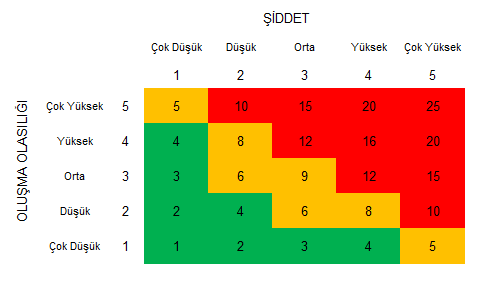 ŞİDDET
Çok Düşük Düşük Orta Yüksek Çok Yüksek
1 2 3 4 5
OLUŞMA OLASILIĞI
Çok Yüksek 5 5 10 15 20 25
Yüksek 4 4 8 12 16 20
Orta 3 3 6 9 12 15
Düşük 2 2 4 6 8 10
Çok Düşük 1 1 2 3 4 5